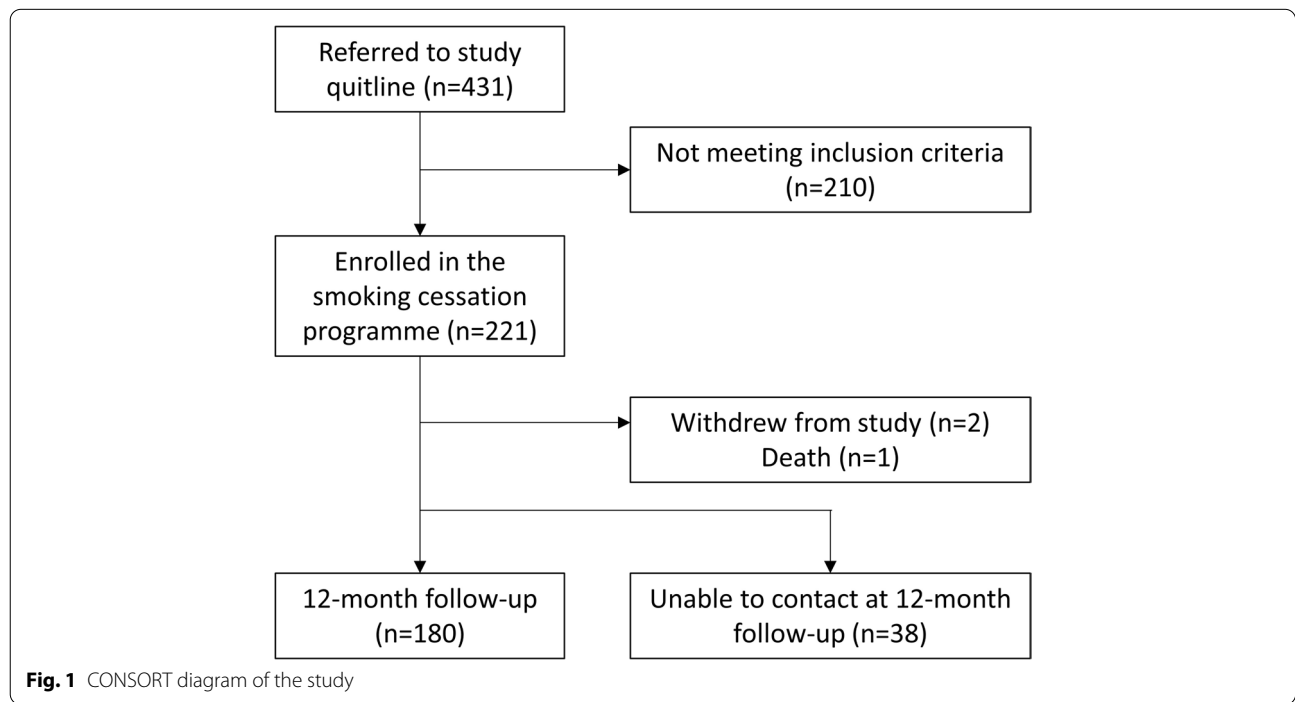 Referred to study
quitline (n=431)
Not meeting inclusion criteria
(n=210)
Enrolled in the
smoking cessation
programme (n=221)
Withdrew from study (n=2)
Death (n=1)
12-month follow-up
(n=180)
Unable to contact at 12-month
follow-up (n=38)
Fig. 1 CONSORT diagram of the study